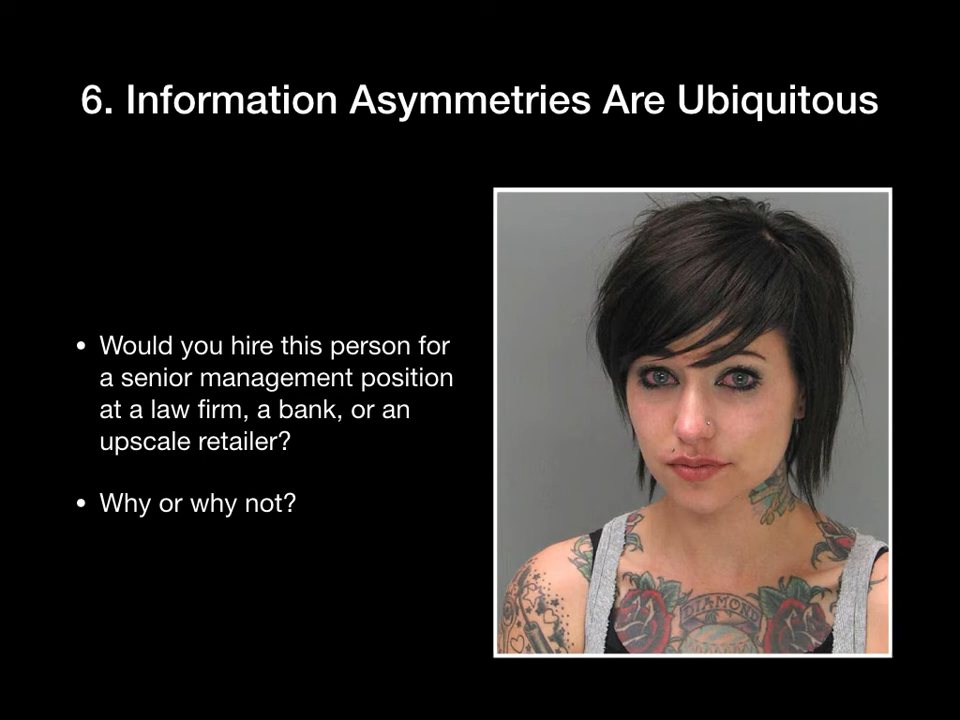 6. Information Asymmetries Are Ubiquitous
• Would you hire this person for
a senior management position
at a law firm, a bank, or an
upscale retailer?
• Why or why not?
DIAMOND